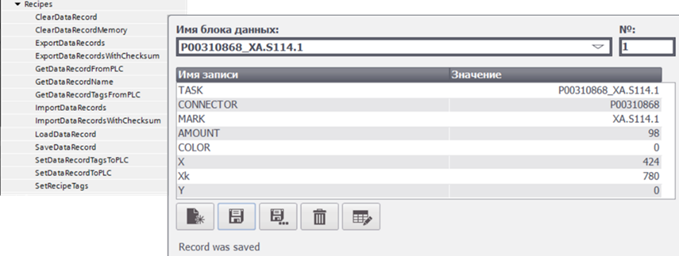 Recipes
ClearDataRecord
ClearDataRecordMemory
ExportDataRecords
ExportDataRecordsWithChecksum
GetDataRecordFromPLC
GetDataRecordName
GetDataRecordTagsFromPLC
ImportDataRecords
ImportDataRecordsWithChecksum
LoadDataRecord
SaveDataRecord
SetDataRecordTagsToPLC
SetDataRecordToPLC
SetRecipeTags
Имя блока данных: №:
P00310868_XA.S114.1 1
Имя записи Значение
TASK P00310868_XA.S114.1
CONNECTOR P00310868
MARK XA.S114.1
AMOUNT 98
COLOR 0
X 424
Xk 780
Y 0
Record was saved